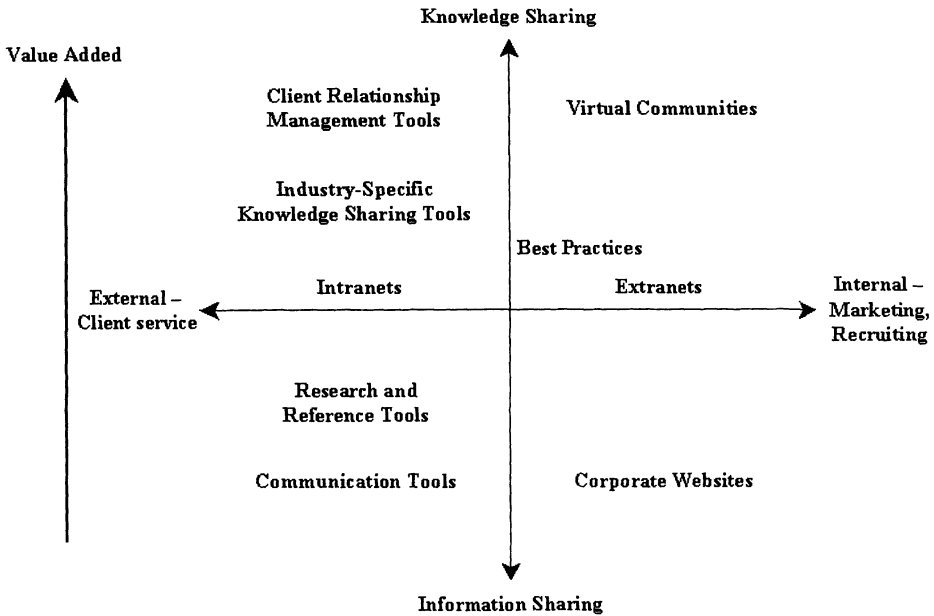 Knowledge Sharing
Value Added
Client Relationship
Management Tools
Virtual Communities
Industry-Specific
Knowledge Sharing Tools
Best Practices
Intranets
Extranets
External –
Client service
Internal –
Marketing,
Recruiting
Research and
Reference Tools
Communication Tools
Corporate Websites
Information Sharing